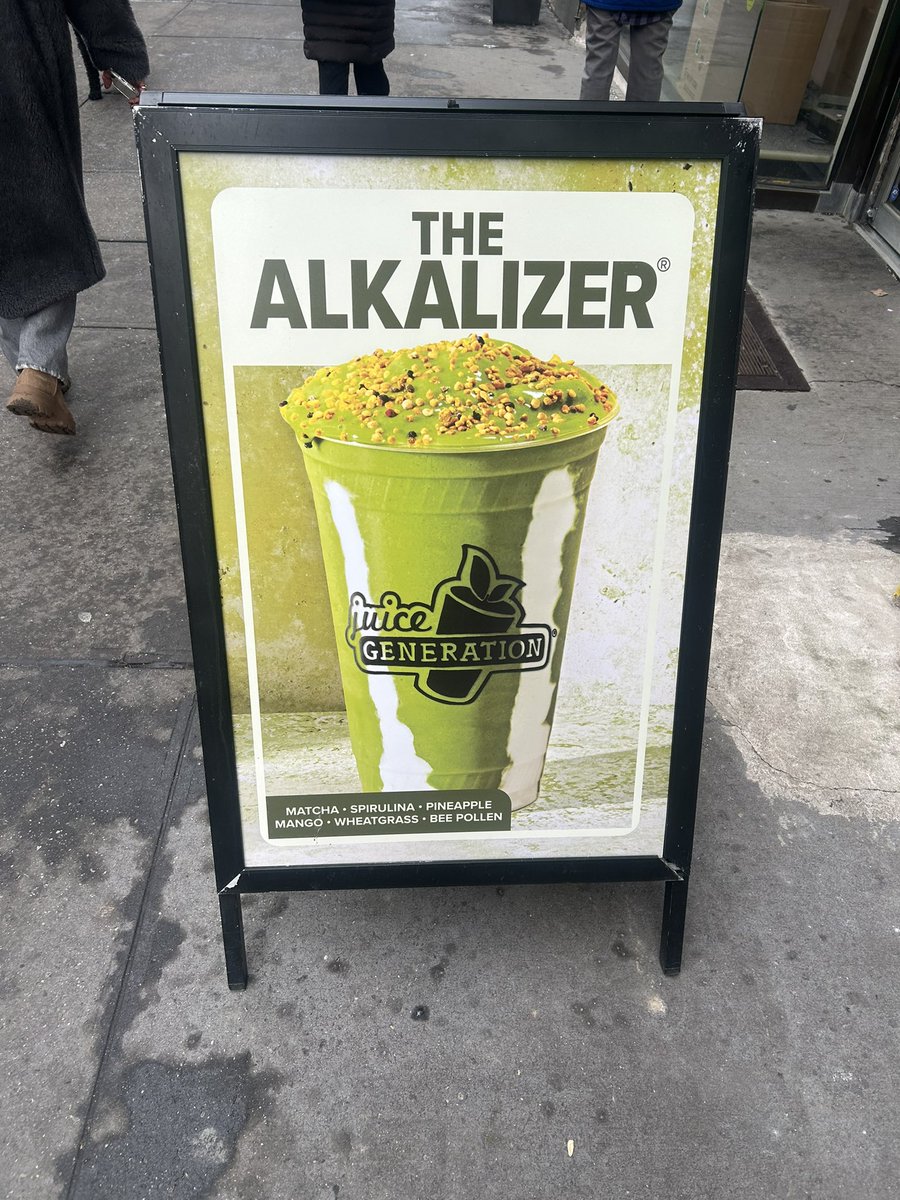 THE
ALKALIZER®
juice
GENERATION®
MATCHA • SPIRULINA • PINEAPPLE
MANGO • WHEATGRASS • BEE POLLEN